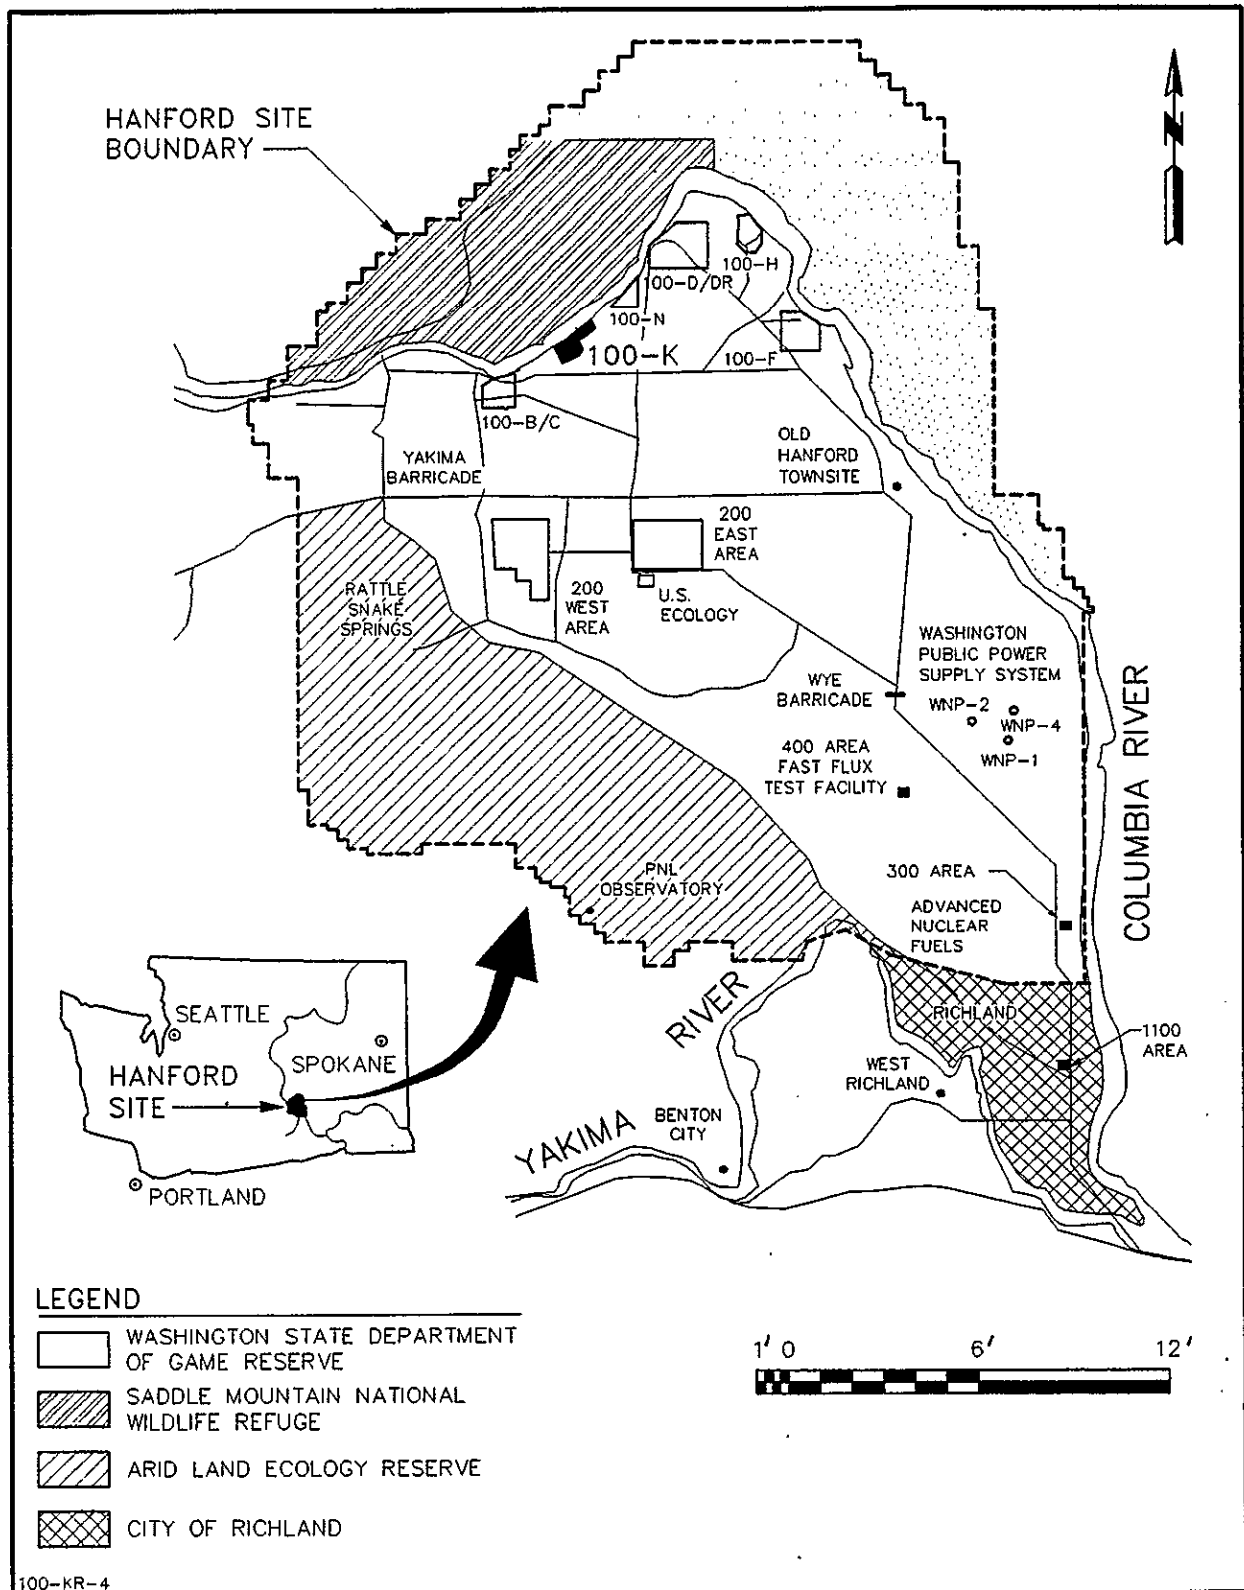 HANFORD SITE
BOUNDARY
N
100-H
100-D/DR
100-N
100-K
100-F
100-B/C
YAKIMA
BARRICADE
OLD
HANFORD
TOWNSITE
200
EAST
AREA
RATTLE
SNAKE
SPRINGS
200
WEST
AREA
U.S.
ECOLOGY
WASHINGTON
PUBLIC POWER
SUPPLY SYSTEM
WYE
BARRICADE
WNP-2
WNP-4
WNP-1
400 AREA
FAST FLUX
TEST FACILITY
COLUMBIA RIVER
PNL
OBSERVATORY
300 AREA
ADVANCED
NUCLEAR
FUELS
RICHLAND
1100
AREA
WEST
RICHLAND
BENTON
CITY
YAKIMA
RIVER
SEATTLE
SPOKANE
HANFORD
SITE
PORTLAND
LEGEND
WASHINGTON STATE DEPARTMENT
OF GAME RESERVE
SADDLE MOUNTAIN NATIONAL
WILDLIFE REFUGE
ARID LAND ECOLOGY RESERVE
CITY OF RICHLAND
1' 0 6' 12'
100-KR-4